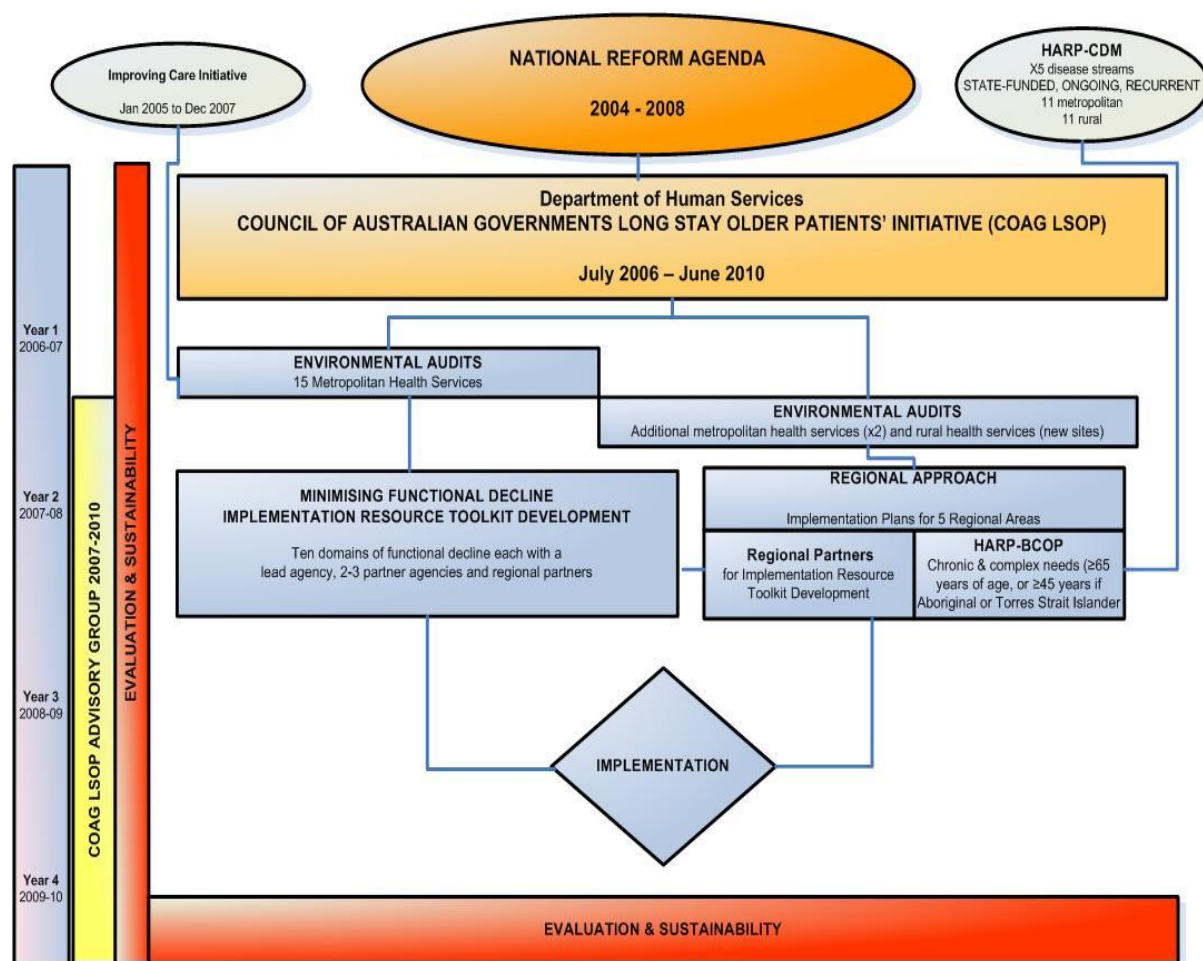 Improving Care Initiative
Jan 2005 to Dec 2007
NATIONAL REFORM AGENDA
2004 - 2008
HARP-CDM
X5 disease streams
STATE-FUNDED, ONGOING, RECURRENT
11 metropolitan
11 rural
Department of Human Services
COUNCIL OF AUSTRALIAN GOVERNMENTS LONG STAY OLDER PATIENTS’ INITIATIVE (COAG LSOP)
July 2006 – June 2010
Year 1
2006-07
ENVIRONMENTAL AUDITS
15 Metropolitan Health Services
ENVIRONMENTAL AUDITS
Additional metropolitan health services (x2) and rural health services (new sites)
Year 2
2007-08
MINIMISING FUNCTIONAL DECLINE
IMPLEMENTATION RESOURCE TOOLKIT DEVELOPMENT
Ten domains of functional decline each with a
lead agency, 2-3 partner agencies and regional partners
REGIONAL APPROACH
Implementation Plans for 5 Regional Areas
Regional Partners
for Implementation Resource
Toolkit Development
HARP-BCOP
Chronic & complex needs (≥65
years of age, or ≥45 years if
Aboriginal or Torres Strait Islander
COAG LSOP ADVISORY GROUP 2007-2010
EVALUATION & SUSTAINABILITY
Year 3
2008-09
IMPLEMENTATION
Year 4
2009-10
EVALUATION & SUSTAINABILITY